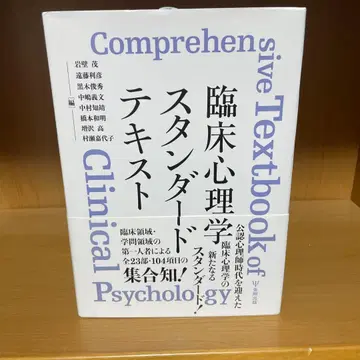 Comprehensive Textbook of
Clinical Psychology
臨床心理学
スタンダード
テキスト
岩壁 茂
遠藤利彦
黒木俊秀
中嶋義文
中村知靖
橋本和明
増沢 高
村瀬嘉代子
編
公認心理師時代を迎えた
臨床心理学の新たなる
スタンダード!
臨床領域・
学問領域の
第一人者による
全23部・104項目の
集合知!
金剛出版